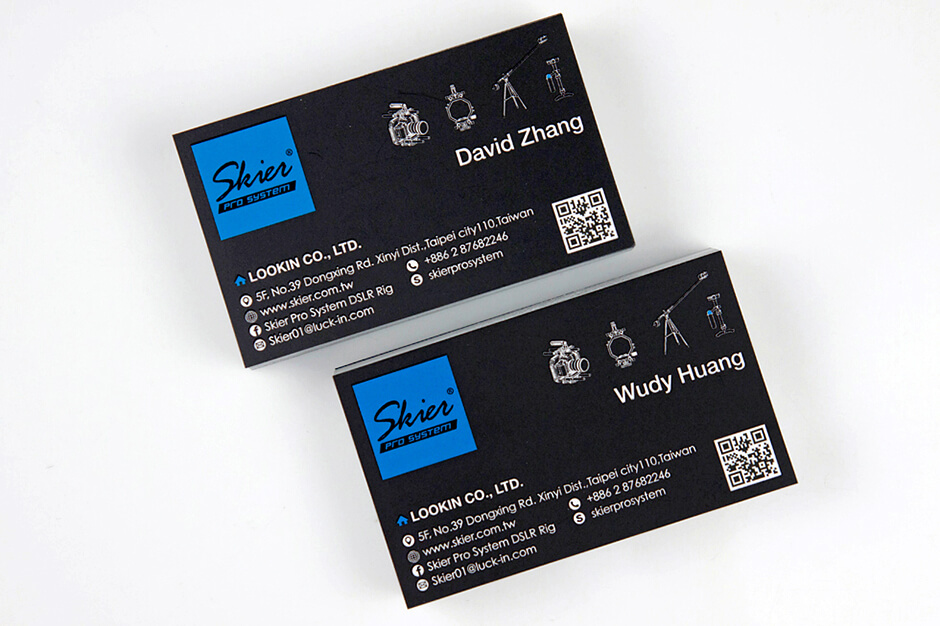 Skier®
PRO SYSTEM
David Zhang
LOOKIN CO., LTD.
5F, No.39 Dongxing Rd. Xinyi Dist.,Taipei city110,Taiwan
www.skier.com.tw
+886 2 87682246
Skier Pro System DSLR Rig
skierprosystem
Skier01@luck-in.com
Skier®
PRO SYSTEM
Wudy Huang
LOOKIN CO., LTD.
5F, No.39 Dongxing Rd. Xinyi Dist.,Taipei city110,Taiwan
www.skier.com.tw
+886 2 87682246
Skier Pro System DSLR Rig
skierprosystem
Skier01@luck-in.com